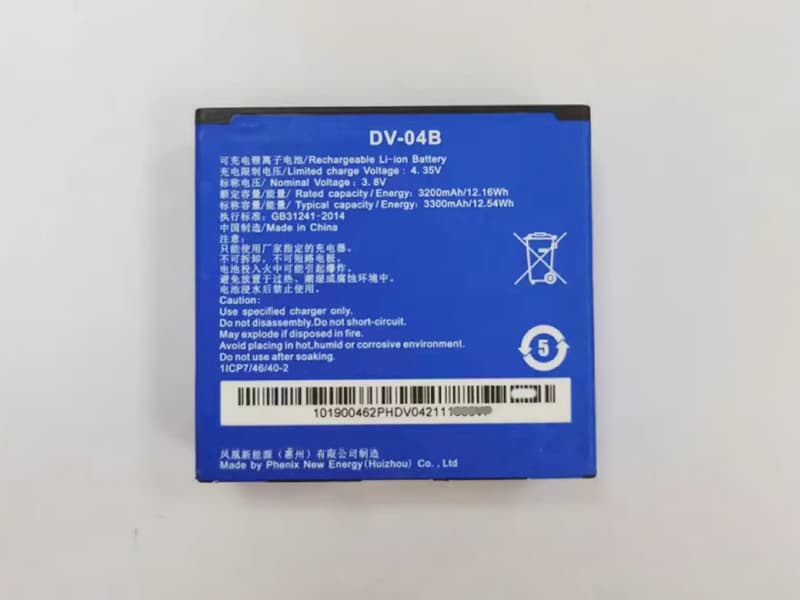 DV-04B
可充电锂离子电池/Rechargeable Li-ion Battery
充电限制电压/Limited charge Voltage : 4. 35V
标称电压/ Nominal Voltage : 3. 8V
额定容量/能量/ Rated capacity/Energy: 3200mAh/12.16Wh
标称容量/能量/ Typical capacity/Energy: 3300mAh/12.54Wh
执行标准: GB31241-2014
中国制造/Made in China
注意:
只能使用厂家指定的充电器。
不可拆卸，不可短路电极。
电池投入火中可能引起爆炸。
避免放置于过热、潮湿或腐蚀环境中。
电池浸水后禁止使用。
Caution:
Use specified charger only.
Do not disassembly.Do not short-circuit.
May explode if disposed in fire.
Avoid placing in hot,humid or corrosive environment.
Do not use after soaking.
1ICP7/46/40-2
5
101900462PHDV042111
凤凰新能源（惠州）有限公司制造
Made by Phenix New Energy(Huizhou) Co. ,Ltd